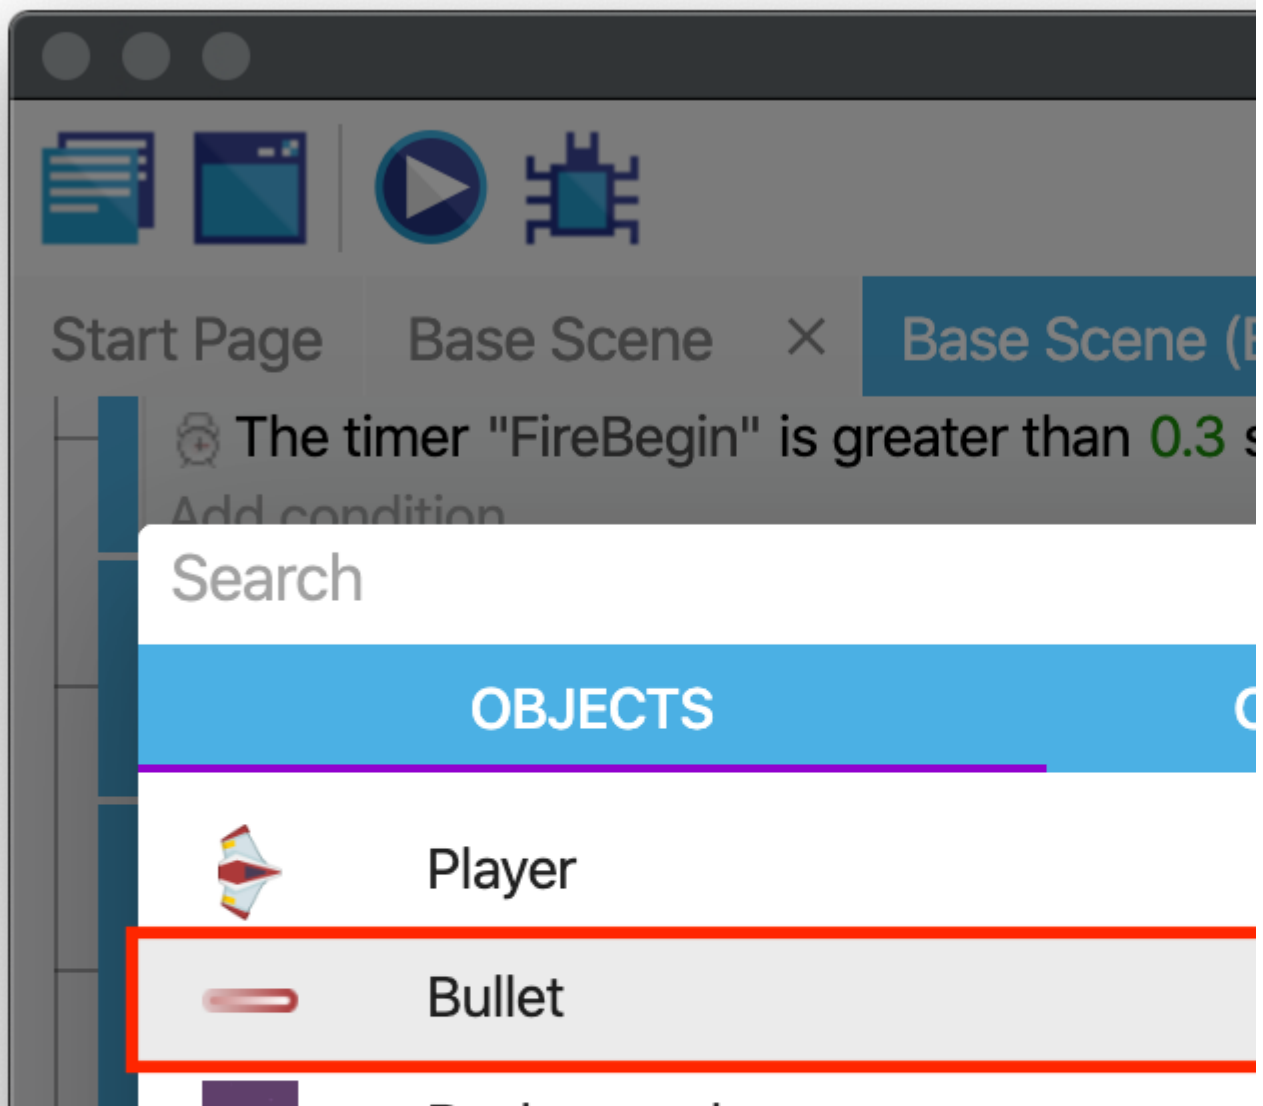 Start Page
Base Scene
Base Scene (
The timer "FireBegin" is greater than 0.3
Add condition
Search
OBJECTS
Player
Bullet